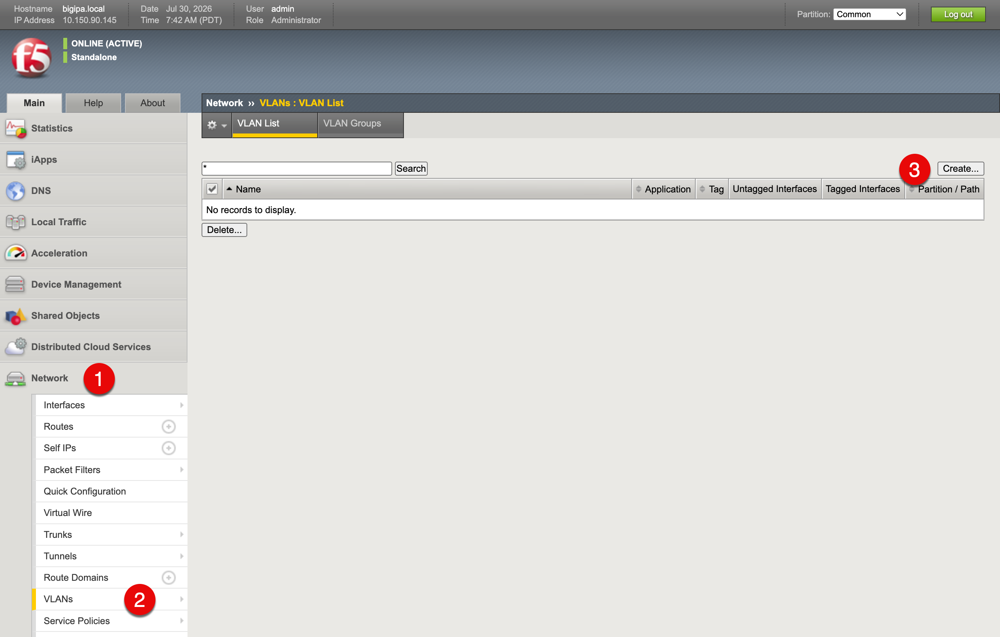 Hostname bigipa.local Date Jul 30, 2026 User admin
IP Address 10.150.90.145 Time 7:42 AM (PDT) Role Administrator
Partition: Common Log out
f5
ONLINE (ACTIVE)
Standalone
Main Help About
Network ›› VLANs : VLAN List
VLAN List VLAN Groups
Statistics
iApps
DNS
Local Traffic
Acceleration
Device Management
Shared Objects
Distributed Cloud Services
Network 1
Interfaces
Routes
Self IPs
Packet Filters
Quick Configuration
Virtual Wire
Trunks
Tunnels
Route Domains
VLANs 2
Service Policies
* Search 3 Create...
Name Application Tag Untagged Interfaces Tagged Interfaces Partition / Path
No records to display.
Delete...